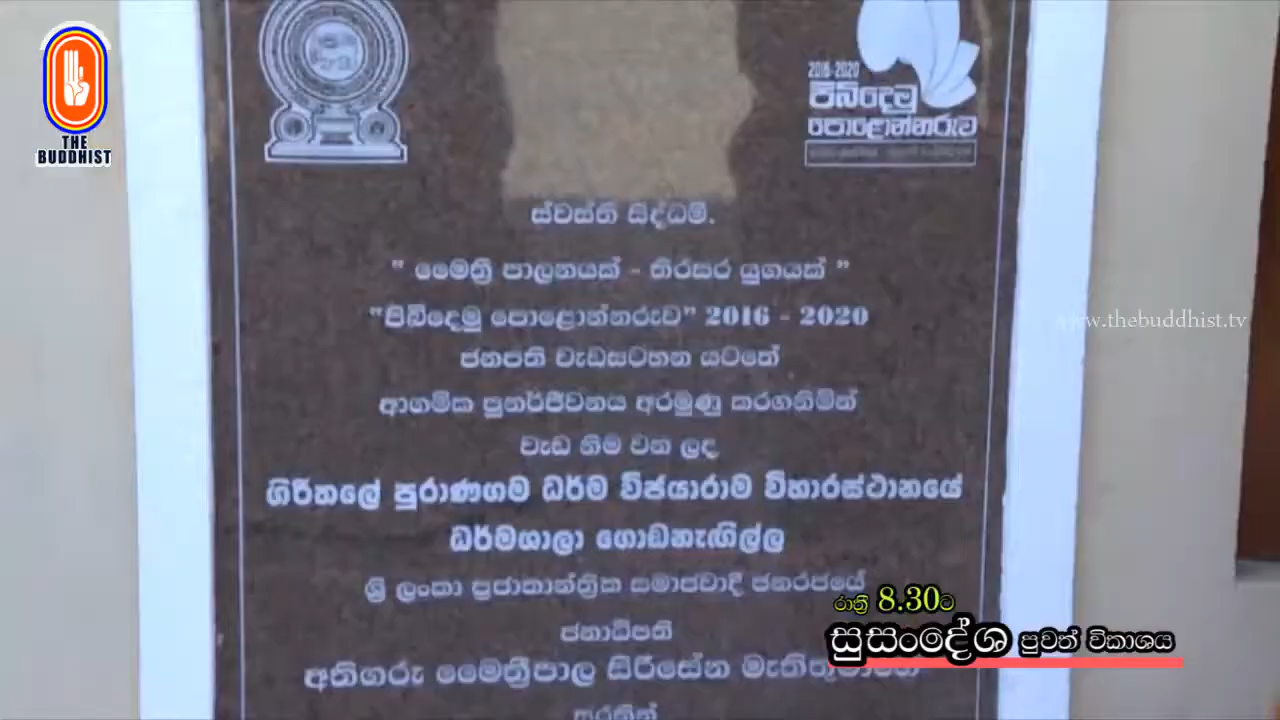 THE
BUDDHIST
2016-2020
පිබිදෙමු
පොළොන්නරුව
ස්වස්ති සිද්ධම්.
" මෛත්‍රී පාලනයක් - තිරසර යුගයක් "
"පිබිදෙමු පොළොන්නරුව" 2016 - 2020
ජනපති වැඩසටහන යටතේ
ආගමික පුනර්ජීවනය අරමුණු කරගනිමින්
වැඩ නිම වන ලද
ගිරිතලේ පුරාණගම ධර්ම විජයාරාම විහාරස්ථානයේ
ධර්මශාලා ගොඩනැඟිල්ල
ශ්‍රී ලංකා ප්‍රජාතාන්ත්‍රික සමාජවාදී ජනරජයේ
ජනාධිපති
අතිගරු මෛත්‍රීපාල සිරිසේන මැතිතුමාගේ
www.thebuddhist.tv
රාත්‍රී 8.30ට
සුසංදේශ පුවත් විකාශය